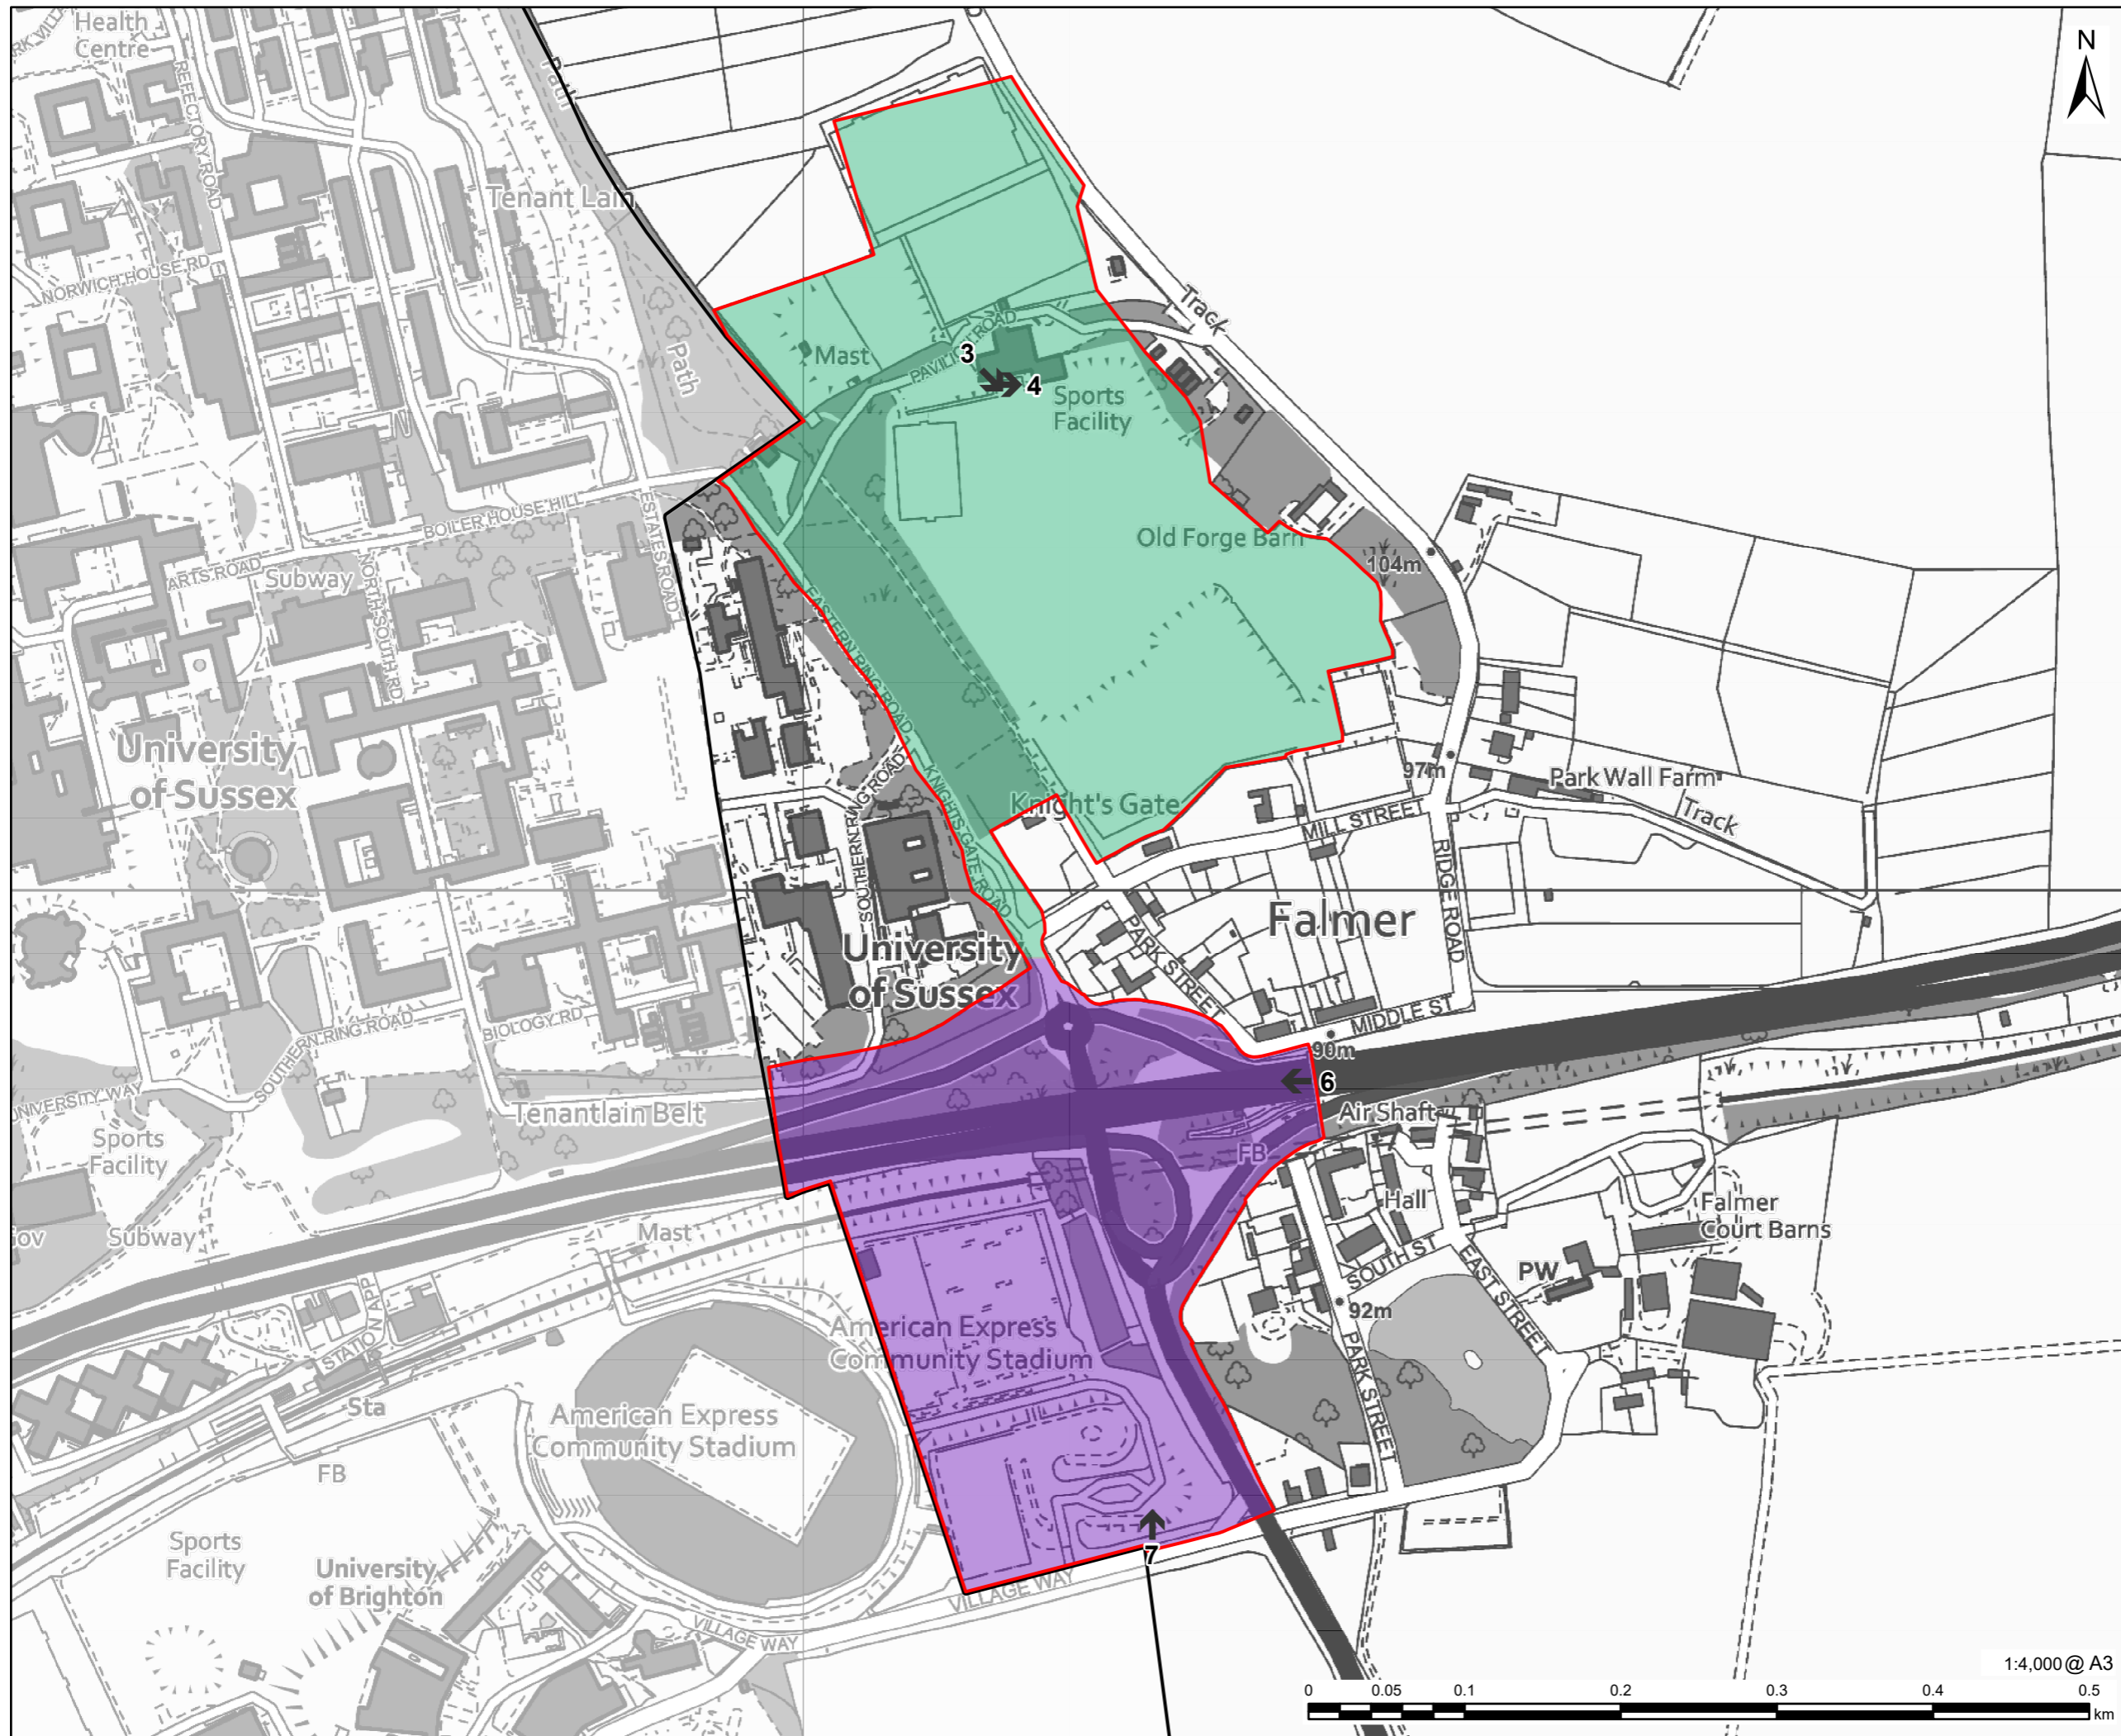 Health
Centre
N
Path
REFECTORY ROAD
Tenant Lain
NORWICH HOUSE RD
Track
Path
Mast
3
PAVILION ROAD
4
Sports
Facility
BOILER HOUSE HILL
ESTATES ROAD
Old Forge Barn
104m
ARTS ROAD
Subway
NORTH-SOUTH RD
EASTERN RING ROAD
University
of Sussex
SOUTHERN RING ROAD
KNIGHTS GATE ROAD
Knight's Gate
97m
Park Wall Farm
Track
MILL STREET
RIDGE ROAD
Falmer
University
of Sussex
PARK STREET
SOUTHERN RING ROAD
BIOLOGY RD
MIDDLE ST
90m
6
UNIVERSITY WAY
Tenantlain Belt
Air Shaft
Sports
Facility
FB
Hall
Falmer
Court Barns
Subway
Mast
SOUTH ST
EAST STREET
PW
92m
STATION APP
American Express
Community Stadium
PARK STREET
Sta
American Express
Community Stadium
FB
Sports
Facility
University
of Brighton
7
VILLAGE WAY
VILLAGE WAY
1:4,000 @ A3
0 0.05 0.1 0.2 0.3 0.4 0.5
km